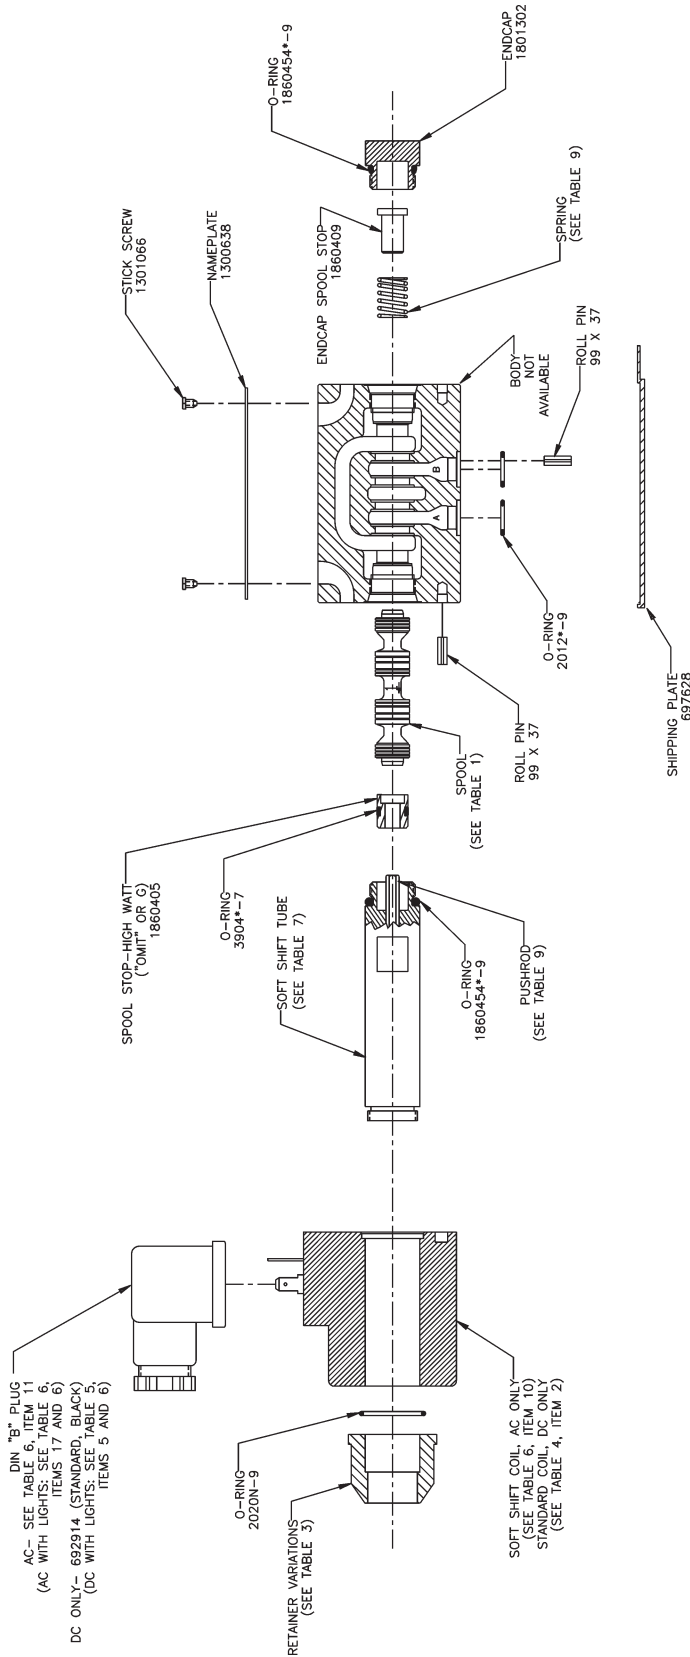 DIN "B" PLUG
AC- SEE TABLE 6, ITEM 11
(AC WITH LIGHTS: SEE TABLE 6,
ITEMS 17 AND 6)
DC ONLY- 692914 (STANDARD, BLACK)
(DC WITH LIGHTS: SEE TABLE 5,
ITEMS 5 AND 6)
O-RING
2020N-9
RETAINER VARIATIONS
(SEE TABLE 3)
SOFT SHIFT COIL, AC ONLY
(SEE TABLE 6, ITEM 10)
STANDARD COIL, DC ONLY
(SEE TABLE 4, ITEM 2)
SPOOL STOP-HIGH WATT
("OMIT" OR G)
1860405
O-RING
3904*-7
SOFT SHIFT TUBE
(SEE TABLE 7)
O-RING
1860454*-9
PUSHROD
(SEE TABLE 9)
SPOOL
(SEE TABLE 1)
ROLL PIN
99 X 37
O-RING
2012*-9
SHIPPING PLATE
697628
STICK SCREW
1301066
NAMEPLATE
1300638
A
B
BODY
NOT
AVAILABLE
ROLL PIN
99 X 37
ENDCAP SPOOL STOP
1860409
SPRING
(SEE TABLE 9)
O-RING
1860454*-9
ENDCAP
1801302